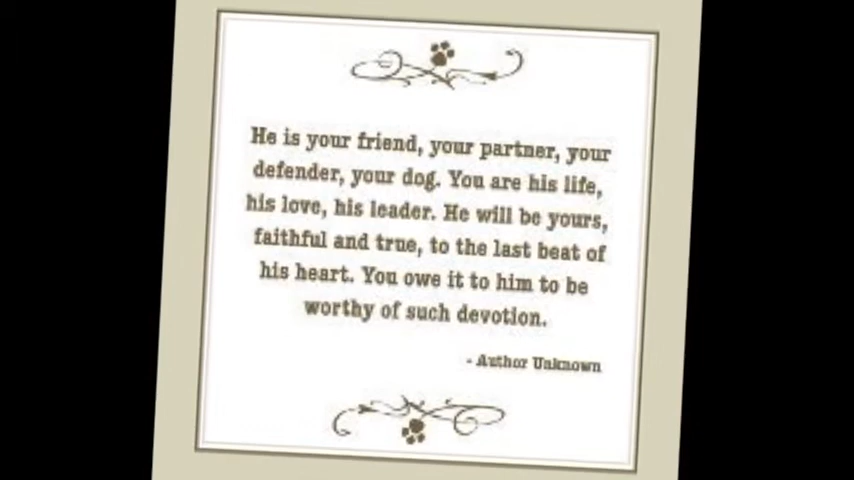 He is your friend, your partner, your
defender, your dog. You are his life,
his love, his leader. He will be yours,
faithful and true, to the last beat of
his heart. You owe it to him to be
worthy of such devotion.
- Author Unknown